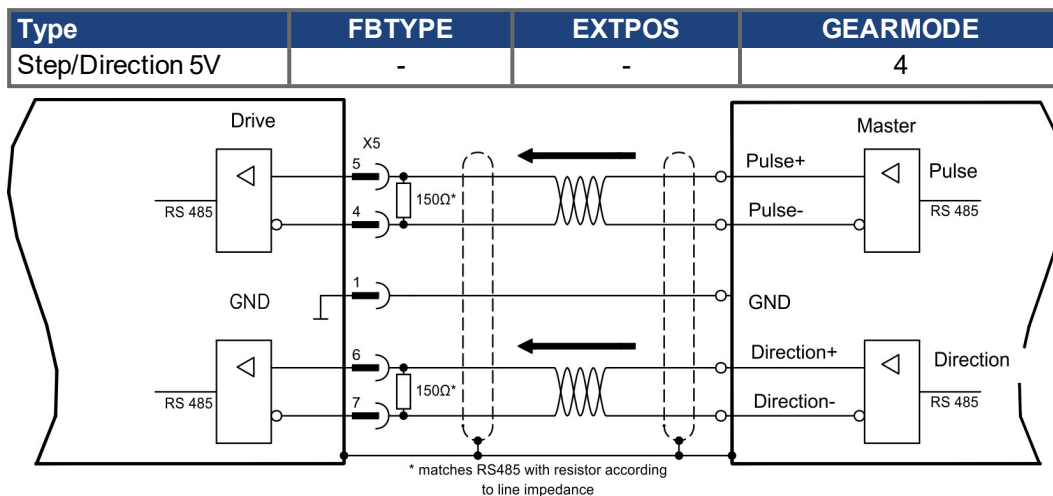 Type FBTYPE EXTPOS GEARMODE
Step/Direction 5V - - 4
Drive
Master
X5
5
Pulse+
Pulse
150Ω*
RS 485
4
Pulse-
RS 485
1
GND
GND
6
Direction+
Direction
150Ω*
RS 485
7
Direction-
RS 485
* matches RS485 with resistor according
to line impedance